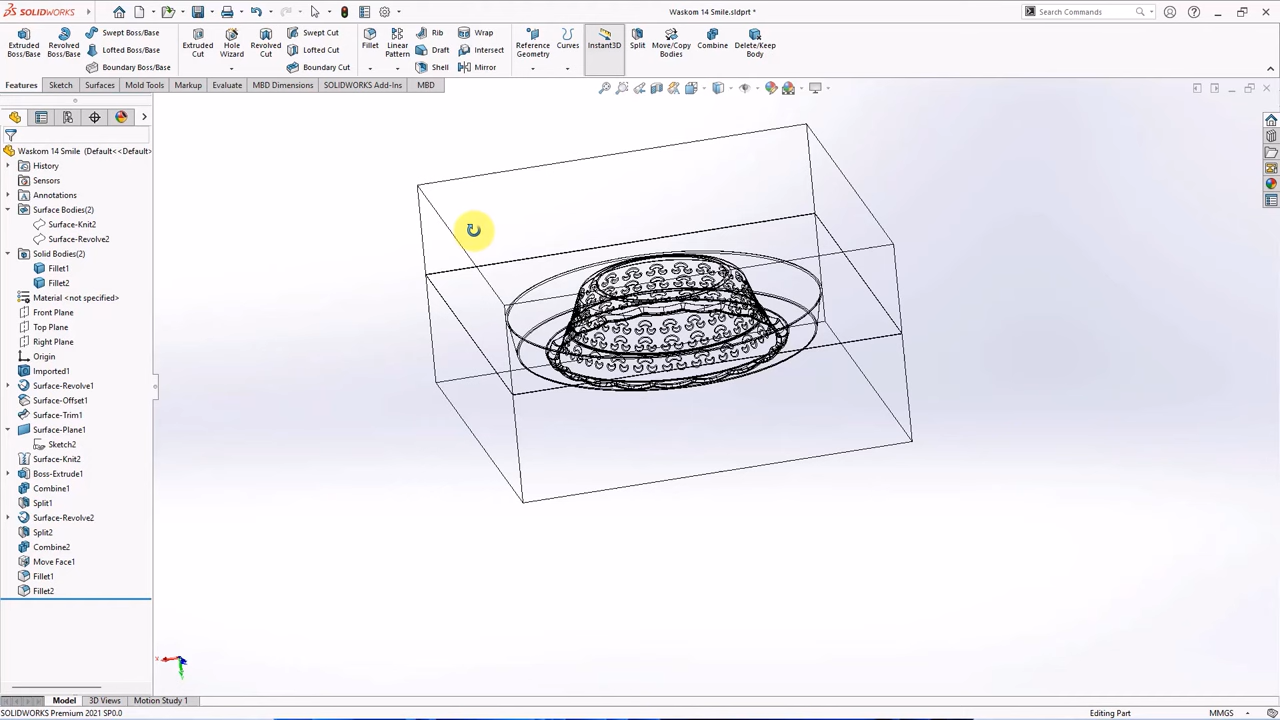 SOLIDWORKS
Waskom 14 Smile.sldprt *
Search Commands
Extruded Boss/Base
Revolved Boss/Base
Swept Boss/Base
Lofted Boss/Base
Boundary Boss/Base
Extruded Cut
Hole Wizard
Revolved Cut
Swept Cut
Lofted Cut
Boundary Cut
Fillet
Linear Pattern
Rib
Draft
Shell
Wrap
Intersect
Mirror
Reference Geometry
Curves
Instant3D
Split
Move/Copy Bodies
Combine
Delete/Keep Body
Features
Sketch
Surfaces
Mold Tools
Markup
Evaluate
MBD Dimensions
SOLIDWORKS Add-Ins
MBD
Waskom 14 Smile (Default<<Default>
History
Sensors
Annotations
Surface Bodies(2)
Surface-Knit2
Surface-Revolve2
Solid Bodies(2)
Fillet1
Fillet2
Material <not specified>
Front Plane
Top Plane
Right Plane
Origin
Imported1
Surface-Revolve1
Surface-Offset1
Surface-Trim1
Surface-Plane1
Sketch2
Surface-Knit2
Boss-Extrude1
Combine1
Split1
Surface-Revolve2
Split2
Combine2
Move Face1
Fillet1
Fillet2
x
Model
3D Views
Motion Study 1
SOLIDWORKS Premium 2021 SP0.0
Editing Part
MMGS